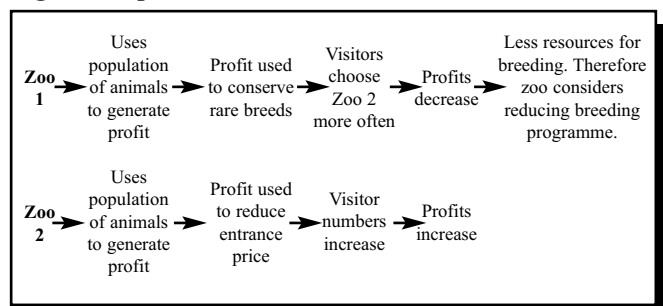 Zoo
1
Uses
population
of animals
to generate
profit
Profit used
to conserve
rare breeds
Visitors
choose
Zoo 2
more often
Profits
decrease
Less resources for
breeding. Therefore
zoo considers
reducing breeding
programme.
Zoo
2
Uses
population
of animals
to generate
profit
Profit used
to reduce
entrance
price
Visitor
numbers
increase
Profits
increase